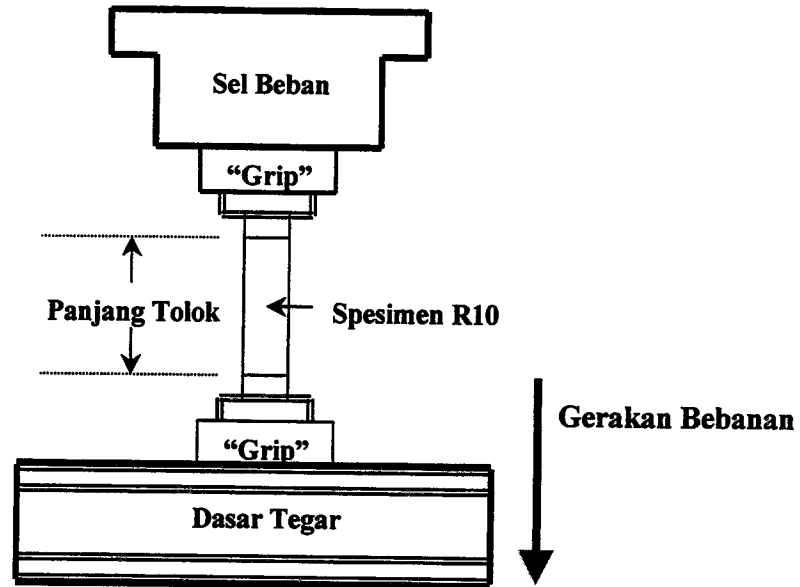 Sel Beban
“Grip”
Panjang Tolok
Spesimen R10
Gerakan Bebanan
“Grip”
Dasar Tegar